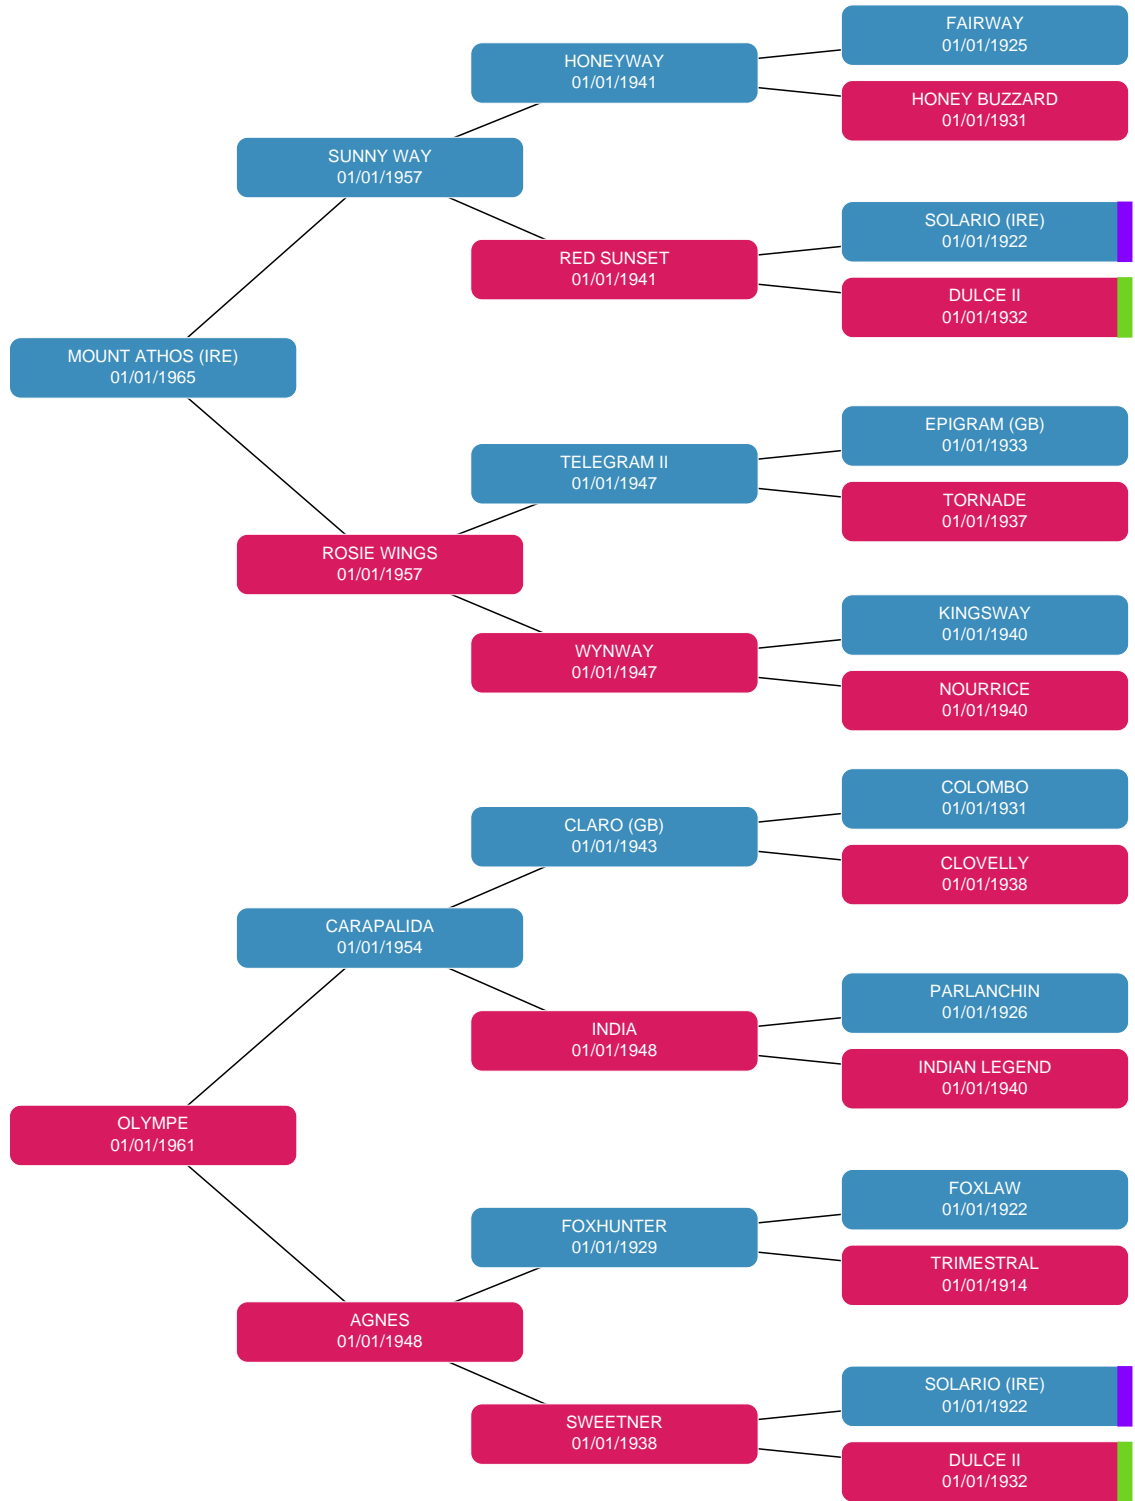 FAIRWAY
01/01/1925
HONEYWAY
01/01/1941
HONEY BUZZARD
01/01/1931
SUNNY WAY
01/01/1957
SOLARIO (IRE)
01/01/1922
RED SUNSET
01/01/1941
DULCE II
01/01/1932
MOUNT ATHOS (IRE)
01/01/1965
EPIGRAM (GB)
01/01/1933
TELEGRAM II
01/01/1947
TORNADE
01/01/1937
ROSIE WINGS
01/01/1957
KINGSWAY
01/01/1940
WYNWAY
01/01/1947
NOURRICE
01/01/1940
COLOMBO
01/01/1931
CLARO (GB)
01/01/1943
CLOVELLY
01/01/1938
CARAPALIDA
01/01/1954
PARLANCHIN
01/01/1926
INDIA
01/01/1948
INDIAN LEGEND
01/01/1940
OLYMPE
01/01/1961
FOXLAW
01/01/1922
FOXHUNTER
01/01/1929
TRIMESTRAL
01/01/1914
AGNES
01/01/1948
SOLARIO (IRE)
01/01/1922
SWEETNER
01/01/1938
DULCE II
01/01/1932